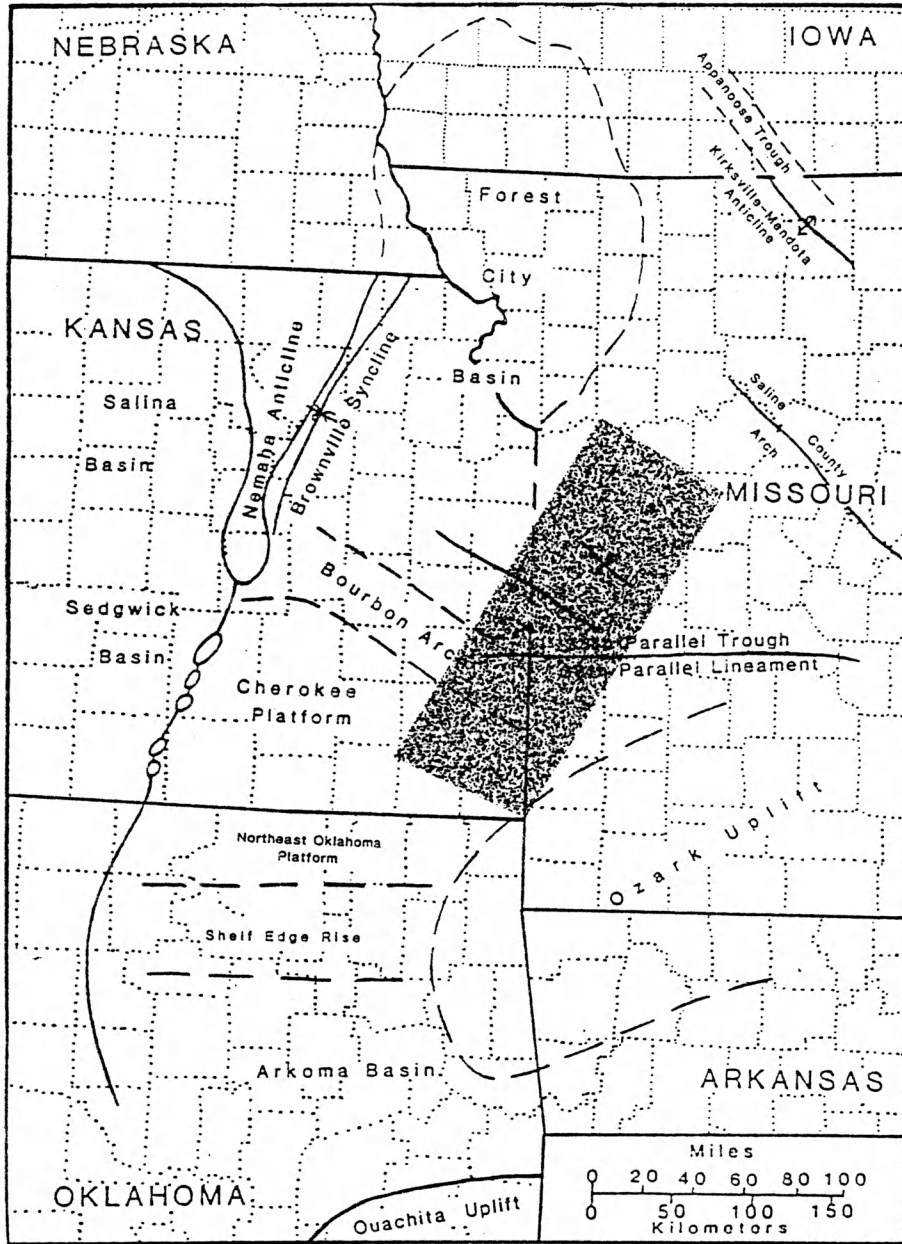 NEBRASKA
IOWA
Appanoose Trough
Kirksville-Mendota
Anticline
Forest
City
Basin
KANSAS
Salina
Basin
Nemaha Anticline
Brownville Syncline
Saline County
Arch
MISSOURI
Bourbon Arc
Sedgwick
Basin
Parallel Trough
Parallel Lineament
Cherokee
Platform
Ozark Uplift
Northeast Oklahoma
Platform
Shelf Edge Rise
Arkoma Basin
ARKANSAS
OKLAHOMA
Ouachita Uplift
Miles
0 20 40 60 80 100
0 50 100 150
Kilometers